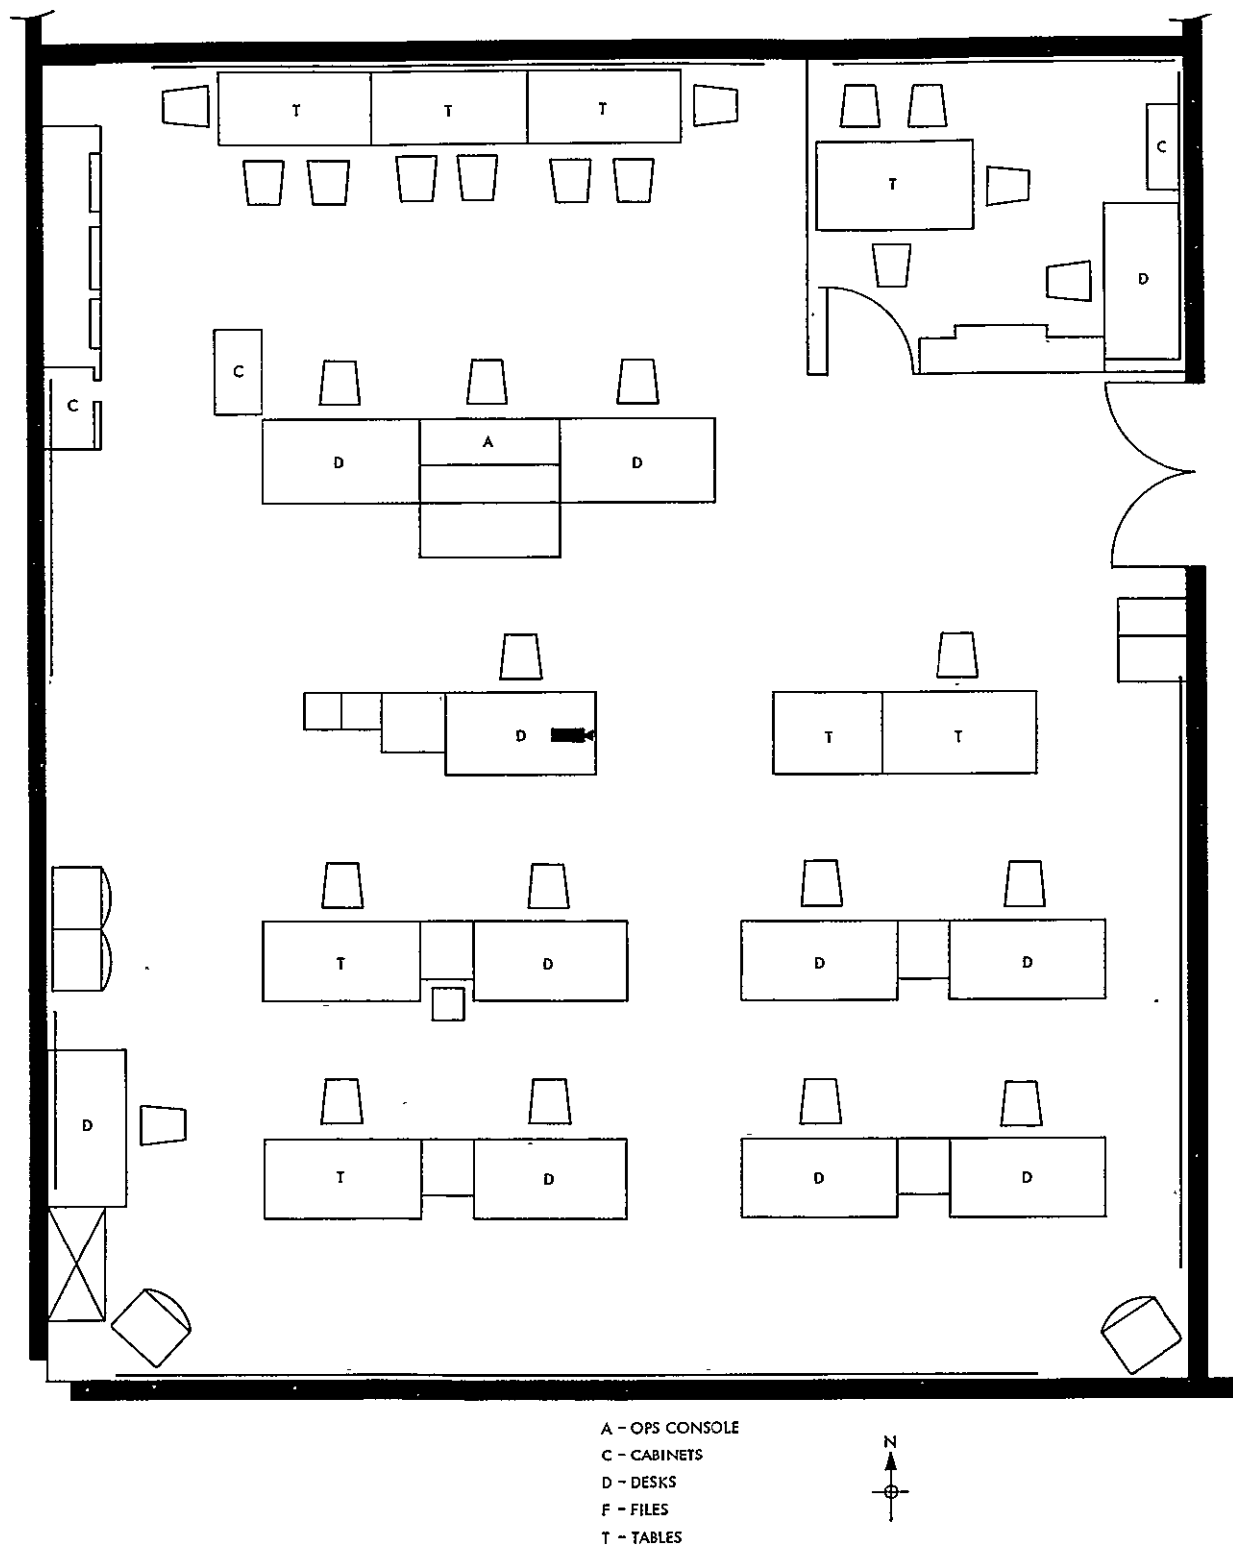 T T T
C
T
D
C
C
A
D D
D T T
T D D D
D
T D D D
A - OPS CONSOLE
C - CABINETS
D - DESKS
F - FILES
T - TABLES
N